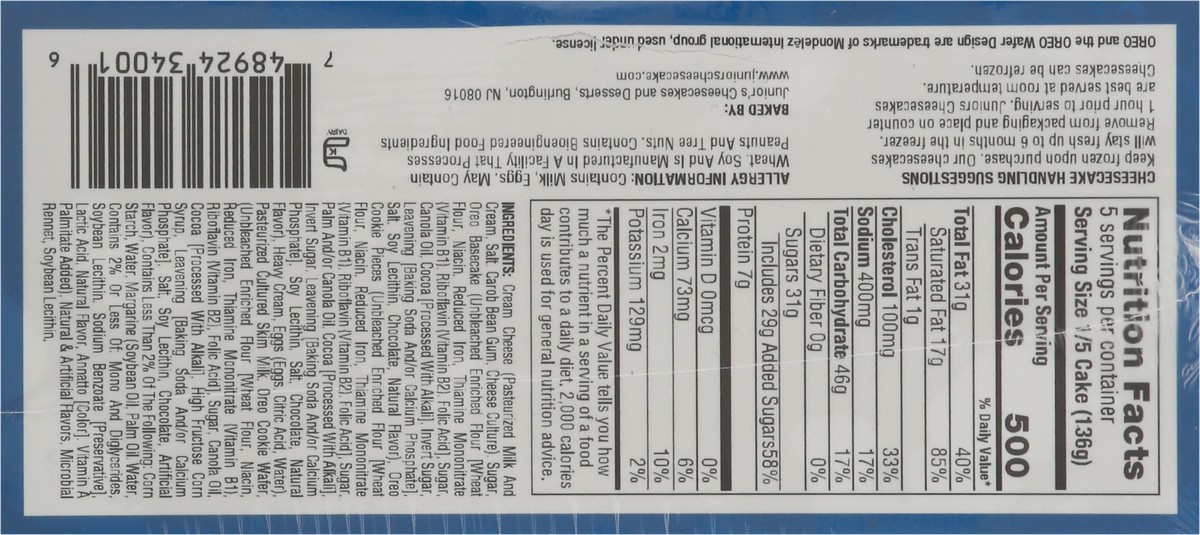 Nutrition Facts
5 servings per container
Serving Size 1/5 Cake (136g)
Amount Per Serving
Calories 500
% Daily Value*
Total Fat 31g 40%
Saturated Fat 17g 85%
Trans Fat 1g
Cholesterol 100mg 33%
Sodium 400mg 17%
Total Carbohydrate 46g 17%
Dietary Fiber 0g 0%
Sugars 31g
Includes 29g Added Sugars58%
Protein 7g
Vitamin D 0mcg 0%
Calcium 73mg 6%
Iron 2mg 10%
Potassium 129mg 2%
*The Percent Daily Value tells you how
much a nutrient in a serving of a food
contributes to a daily diet. 2,000 calories
day is used for general nutrition advice.
INGREDIENTS: Cream Cheese (Pasteurized Milk And
Cream, Salt, Carob Bean Gum, Cheese Culture), Sugar,
Oreo Basecake (Unbleached Enriched Flour [Wheat
Flour, Niacin, Reduced Iron, Thiamine Mononitrate
(Vitamin B1), Riboflavin (Vitamin B2), Folic Acid], Sugar,
Canola Oil, Cocoa [Processed With Alkali], Invert Sugar,
Leavening [Baking Soda And/or Calcium Phosphate],
Salt, Soy Lecithin, Chocolate, Natural Flavor), Oreo
Cookie Pieces (Unbleached Enriched Flour [Wheat
Flour, Niacin, Reduced Iron, Thiamine Mononitrate
(Vitamin B1), Riboflavin (Vitamin B2), Folic Acid], Sugar,
Palm And/or Canola Oil, Cocoa [Processed With Alkali],
Invert Sugar, Leavening [Baking Soda And/or Calcium
Phosphate], Soy Lecithin, Salt, Chocolate, Natural
Flavor), Heavy Cream, Eggs (Eggs, Citric Acid, Water),
Pasteurized Cultured Skim Milk, Oreo Cookie Wafer,
(Unbleached Enriched Flour [Wheat Flour, Niacin,
Reduced Iron, Thiamine Mononitrate (Vitamin B1),
Riboflavin (Vitamin B2), Folic Acid], Sugar, Canola Oil,
Cocoa [Processed With Alkali], High Fructose Corn
Syrup, Leavening [Baking Soda And/or Calcium
Phosphate], Salt, Soy Lecithin, Chocolate, Artificial
Flavor). Contains Less Than 2% Of The Following: Corn
Starch, Water, Margarine (Soybean Oil, Palm Oil, Water,
Contains 2% Or Less Of: Mono And Diglycerides,
Soybean Lecithin, Sodium Benzoate [Preservative],
Lactic Acid, Natural Flavor, Annetto [Color], Vitamin A
Palmitate Added), Natural & Artificial Flavors, Microbial
Rennet, Soybean Lecithin.
CHEESECAKE HANDLING SUGGESTIONS
Keep frozen upon purchase. Our cheesecakes
will stay fresh up to 6 months in the freezer.
Remove from packaging and place on counter
1 hour prior to serving. Juniors Cheesecakes
are best served at room temperature.
Cheesecakes can be refrozen.
ALLERGY INFORMATION: Contains Milk, Eggs, May Contain
Wheat, Soy And Is Manufactured In A Facility That Processes
Peanuts And Tree Nuts. Contains Bioengineered Food Ingredients
BAKED BY:
Junior's Cheesecakes and Desserts, Burlington, NJ 08016
www.juniorscheesecake.com
K
DAIRY
7 48924 34001 6
OREO and the OREO Wafer Design are trademarks of Mondelēz International group, used under license.